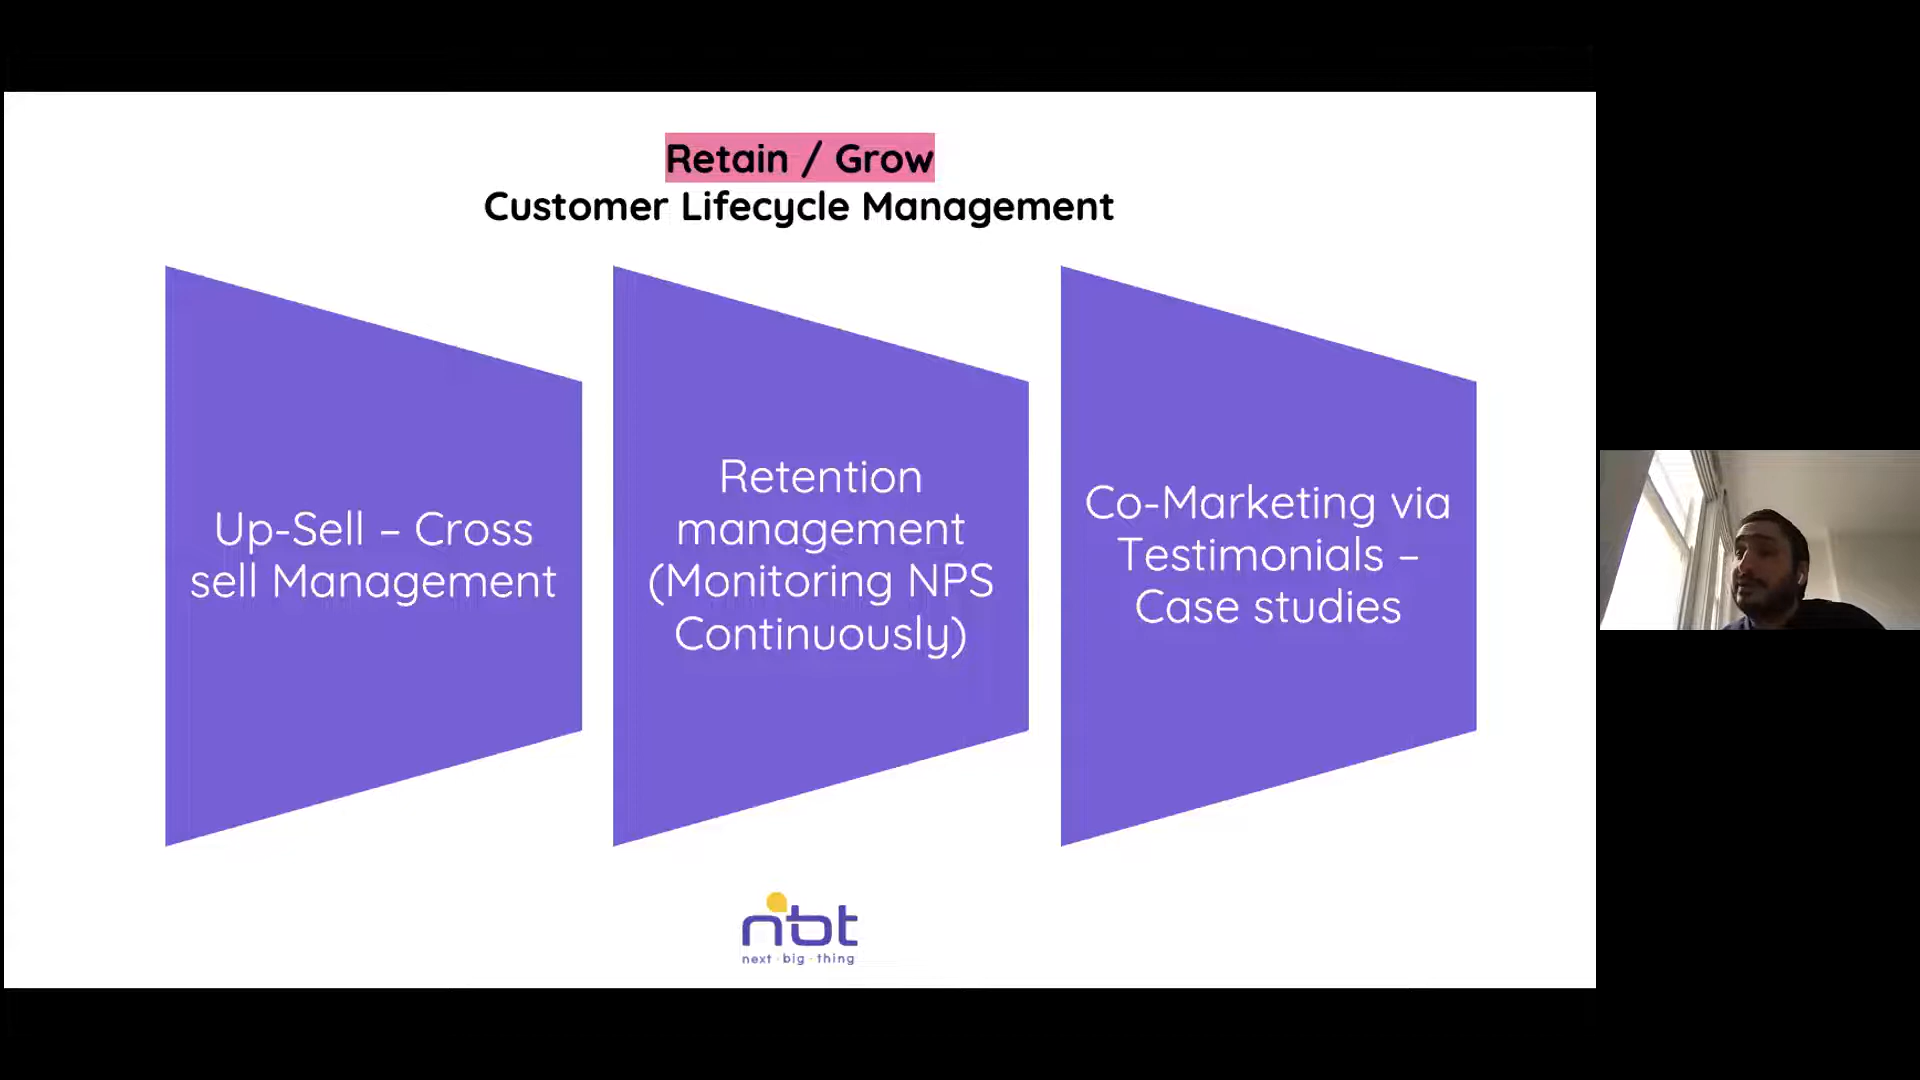 Retain / Grow
Customer Lifecycle Management
Up-Sell – Cross
sell Management
Retention
management
(Monitoring NPS
Continuously)
Co-Marketing via
Testimonials –
Case studies
nbt
next · big · thing